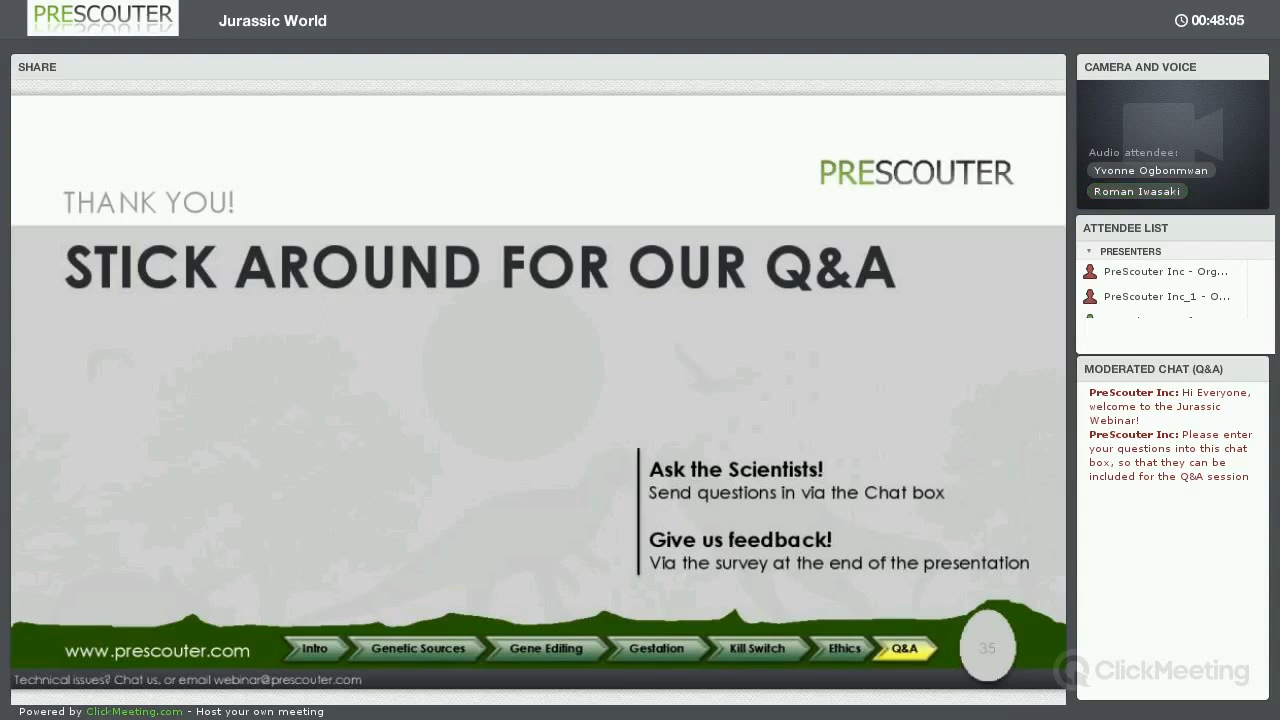 PRESCOUTER
Jurassic World
00:48:05
SHARE
PRESCOUTER
THANK YOU!
STICK AROUND FOR OUR Q&A
Ask the Scientists!
Send questions in via the Chat box
Give us feedback!
Via the survey at the end of the presentation
www.prescouter.com
Intro
Genetic Sources
Gene Editing
Gestation
Kill Switch
Ethics
Q&A
35
Technical issues? Chat us, or email webinar@prescouter.com
Powered by ClickMeeting.com - Host your own meeting
CAMERA AND VOICE
Audio attendee:
Yvonne Ogbonmwan
Roman Iwasaki
ATTENDEE LIST
PRESENTERS
PreScouter Inc - Org...
PreScouter Inc_1 - O...
MODERATED CHAT (Q&A)
PreScouter Inc: Hi Everyone,
welcome to the Jurassic
Webinar!
PreScouter Inc: Please enter
your questions into this chat
box, so that they can be
included for the Q&A session
ClickMeeting